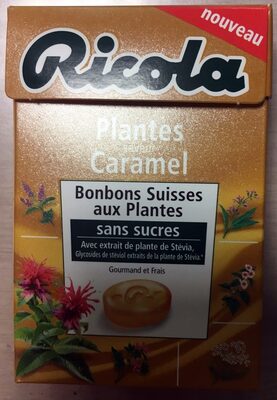 nouveau
Ricola
Plantes
Caramel
Bonbons Suisses
aux Plantes
sans sucres
Avec extrait de plante de Stévia,
Glycosides de stéviol extraits de la plante de Stévia.*
Gourmand et Frais